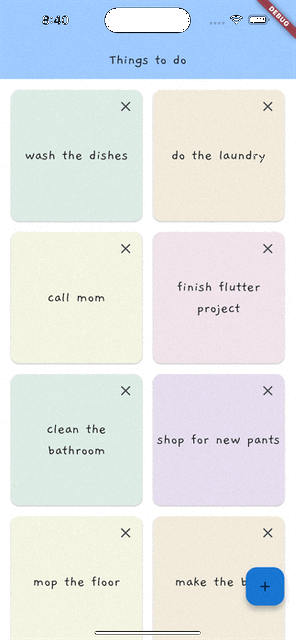 8:40
DEBUG
Things to do
wash the dishes
do the laundry
call mom
finish flutter
project
clean the
bathroom
shop for new pants
mop the floor
make the